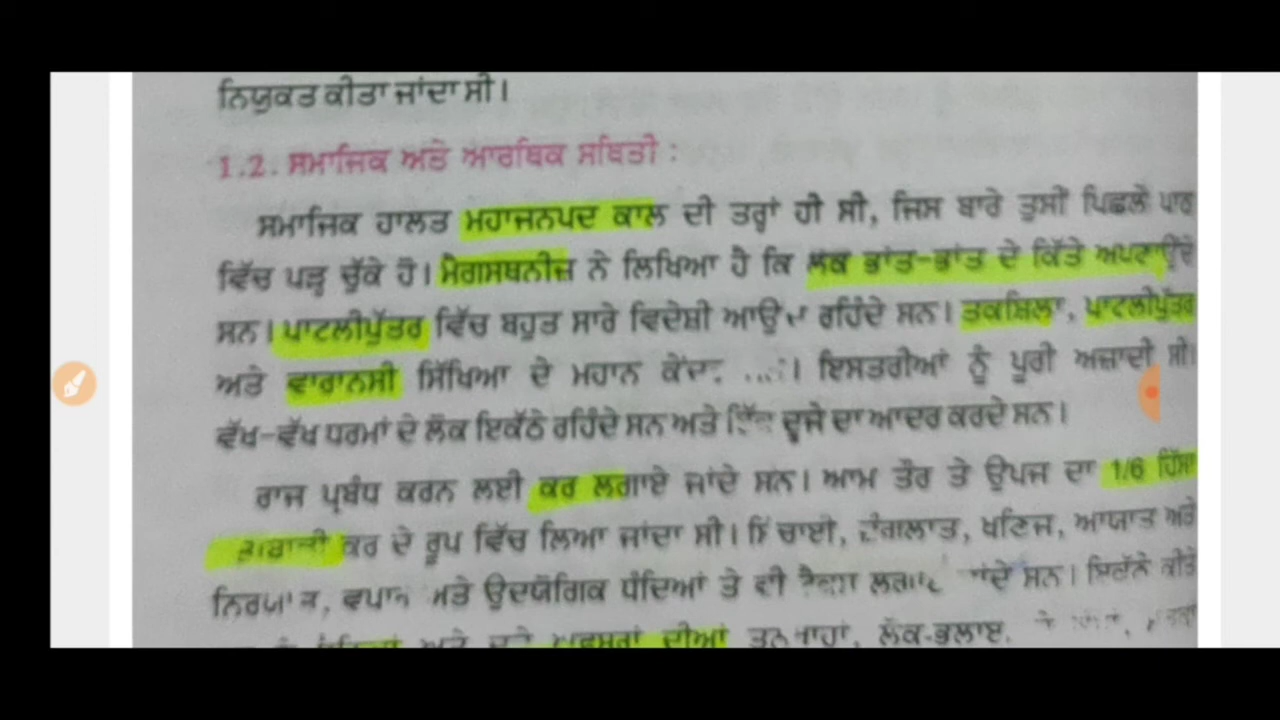 ਨਿਯੁਕਤ ਕੀਤਾ ਜਾਂਦਾ ਸੀ।
1.2. ਸਮਾਜਿਕ ਅਤੇ ਆਰਥਿਕ ਸਥਿਤੀ :
ਸਮਾਜਿਕ ਹਾਲਤ ਮਹਾਜਨਪਦ ਕਾਲ ਦੀ ਤਰ੍ਹਾਂ ਹੀ ਸੀ, ਜਿਸ ਬਾਰੇ ਤੁਸੀਂ ਪਿਛਲੇ ਪਾਠ
ਵਿੱਚ ਪੜ੍ਹ ਚੁੱਕੇ ਹੋ। ਮੈਗਸਥਨੀਜ਼ ਨੇ ਲਿਖਿਆ ਹੈ ਕਿ ਲੋਕ ਭਾਂਤ-ਭਾਂਤ ਦੇ ਕਿੱਤੇ ਅਪਣਾਉਂਦੇ
ਸਨ। ਪਾਟਲੀਪੁੱਤਰ ਵਿੱਚ ਬਹੁਤ ਸਾਰੇ ਵਿਦੇਸ਼ੀ ਰਹਿੰਦੇ ਸਨ। ਤਕਸ਼ਿਲਾ, ਪਾਟਲੀਪੁੱਤਰ
ਅਤੇ ਵਾਰਾਨਸੀ ਸਿੱਖਿਆ ਦੇ ਮਹਾਨ ਇਸਤਰੀਆਂ ਨੂੰ ਪੂਰੀ ਅਜ਼ਾਦੀ ਸੀ।
ਵੱਖ-ਵੱਖ ਧਰਮਾਂ ਦੇ ਲੋਕ ਇਕੱਠੇ ਰਹਿੰਦੇ ਸਨ ਅਤੇ ਦੂਜੇ ਦਾ ਆਦਰ ਕਰਦੇ ਸਨ।
ਰਾਜ ਪ੍ਰਬੰਧ ਕਰਨ ਲਈ ਕਰ ਲਗਾਏ ਜਾਂਦੇ ਸਨ। ਆਮ ਤੌਰ ਤੇ ਉਪਜ ਦਾ 1/6 ਹਿੱਸਾ
ਕਰ ਦੇ ਰੂਪ ਵਿੱਚ ਲਿਆ ਜਾਂਦਾ ਸੀ। ਖਣਿਜ, ਆਯਾਤ ਅਤੇ
ਅਤੇ ਉਦਯੋਗਿਕ ਧੰਦਿਆਂ ਤੇ ਵੀ ਸਨ।
ਅਤੇ ਦੀਆਂ